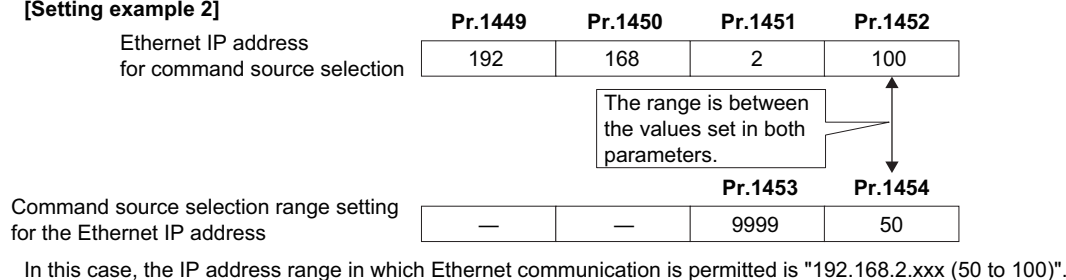 [Setting example 2]
Pr.1449 Pr.1450 Pr.1451 Pr.1452
Ethernet IP address
for command source selection
192 168 2 100
The range is between
the values set in both
parameters.
Pr.1453 Pr.1454
Command source selection range setting
for the Ethernet IP address
— — 9999 50
In this case, the IP address range in which Ethernet communication is permitted is "192.168.2.xxx (50 to 100)".